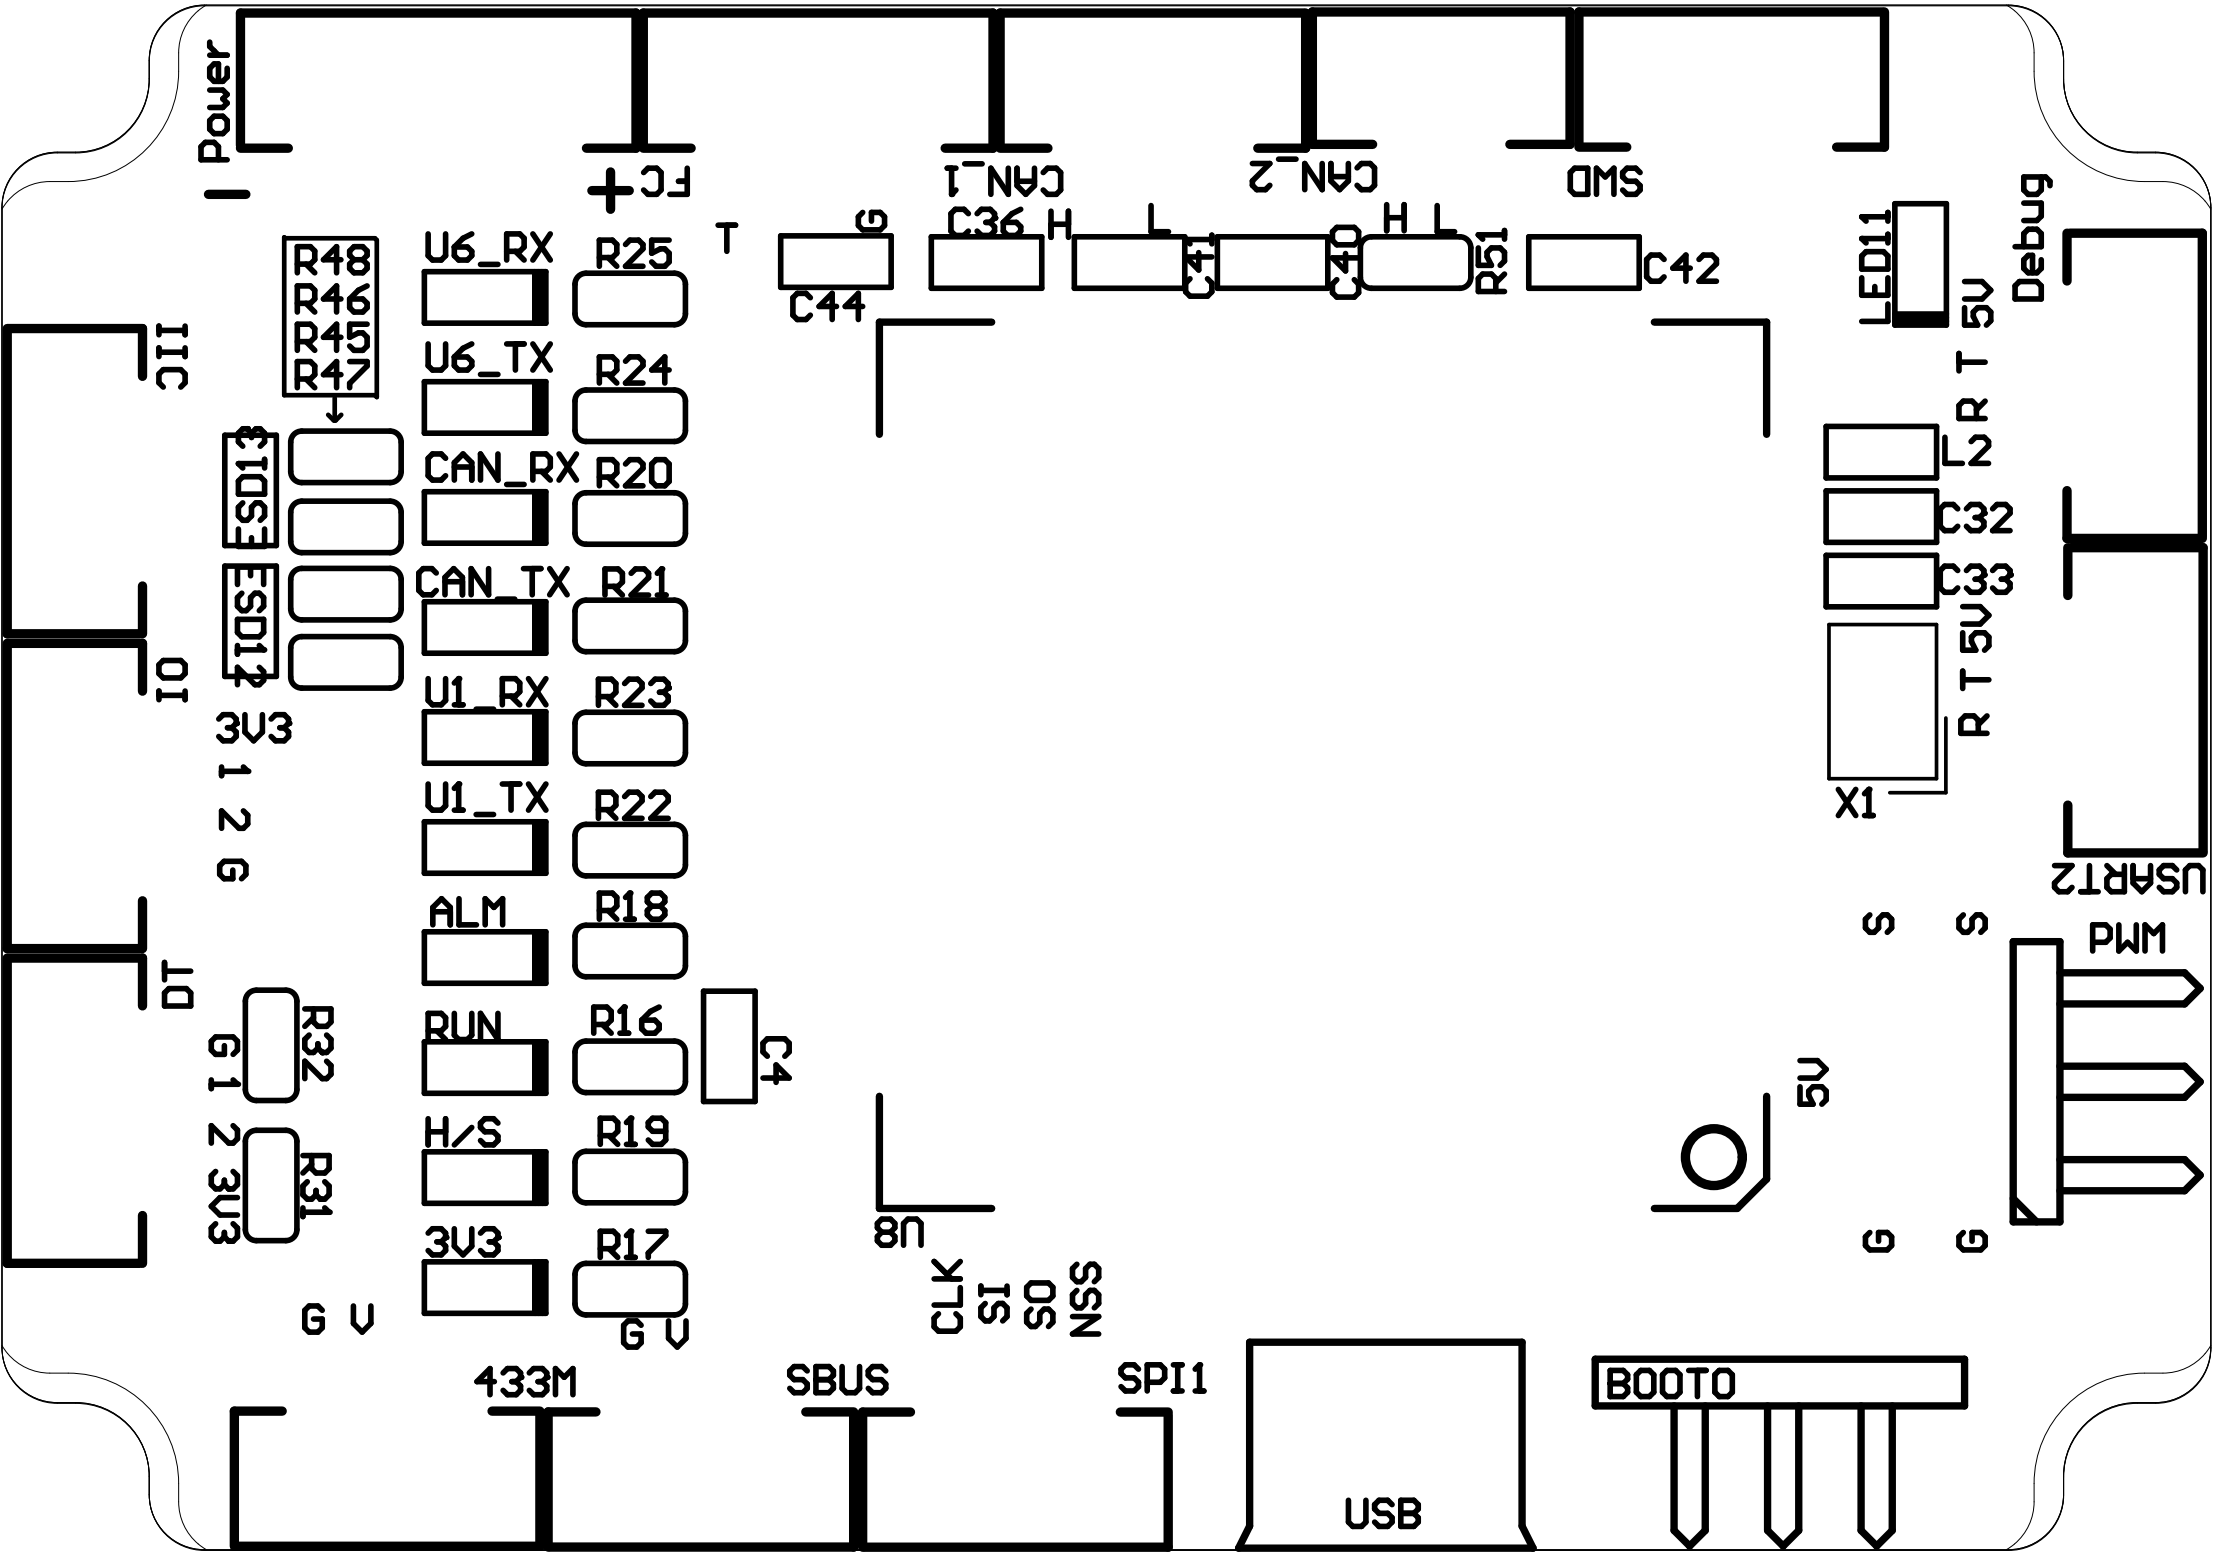 Power
FC
CAN_1
CAN_2
SMD
Debug
T
G
C36
H
L
H
L
C44
C41
C40
R51
C42
LED11
5V
T
R
IIC
R48
R46
R45
R47
U6_RX
R25
U6_TX
R24
CAN_RX
R20
CAN_TX
R21
U1_RX
R23
U1_TX
R22
ALM
R18
RUN
R16
H/S
R19
3V3
R17
ESD13
ESD12
IO
3V3
1
2
G
DT
G
1
2
3V3
R32
R31
C4
L2
C32
C33
5V
T
R
X1
USART2
S
S
PWM
5V
G
G
U8
CLK
SI
SO
NSS
G V
G V
433M
SBUS
SPI1
USB
BOOT0